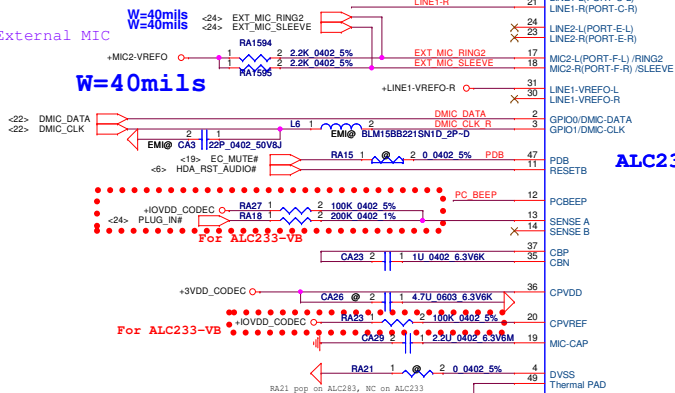 LINE1-R 21 LINE1-R(PORT-C-R)
W=40mils <24> EXT_MIC_RING2
W=40mils <24> EXT_MIC_SLEEVE
24 LINE2-L(PORT-E-L)
23 LINE2-R(PORT-E-R)
External MIC
RA1594
+MIC2-VREFO 1 2 2.2K_0402_5% EXT_MIC_RING2 17 MIC2-L(PORT-F-L) /RING2
1 2 2.2K_0402_5% EXT_MIC_SLEEVE 18 MIC2-R(PORT-F-R) /SLEEVE
RA1595
W=40mils
+LINE1-VREFO-R 31 LINE1-VREFO-L
30 LINE1-VREFO-R
<22> DMIC_DATA DMIC_DATA 2 GPIO0/DMIC-DATA
<22> DMIC_CLK L6 1 2 DMIC_CLK_R 3 GPIO1/DMIC-CLK
EMI@ BLM15BB221SN1D_2P~D
2 1
EMI@ CA3 22P_0402_50V8J
<19> EC_MUTE# RA15 1 @ 2 0_0402_5% PDB 47 PDB
<6> HDA_RST_AUDIO# 11 RESETB
ALC23
PC_BEEP 12 PCBEEP
+IOVDD_CODEC RA27 1 2 100K_0402_5%
<24> PLUG_IN# RA18 1 2 200K_0402_1% 13 SENSE A
14 SENSE B
For ALC233-VB
37 CBP
CA23 2 1 1U_0402_6.3V6K 35 CBN
+3VDD_CODEC 36 CPVDD
CA26 @ 2 1 4.7U_0603_6.3V6K
For ALC233-VB +IOVDD_CODEC RA23 1 2 100K_0402_5% 20 CPVREF
CA29 2 1 2.2U_0402_6.3V6M 19 MIC-CAP
RA21 1 @ 2 0_0402_5% 4 DVSS
49 Thermal PAD
RA21 pop on ALC283, NC on ALC233